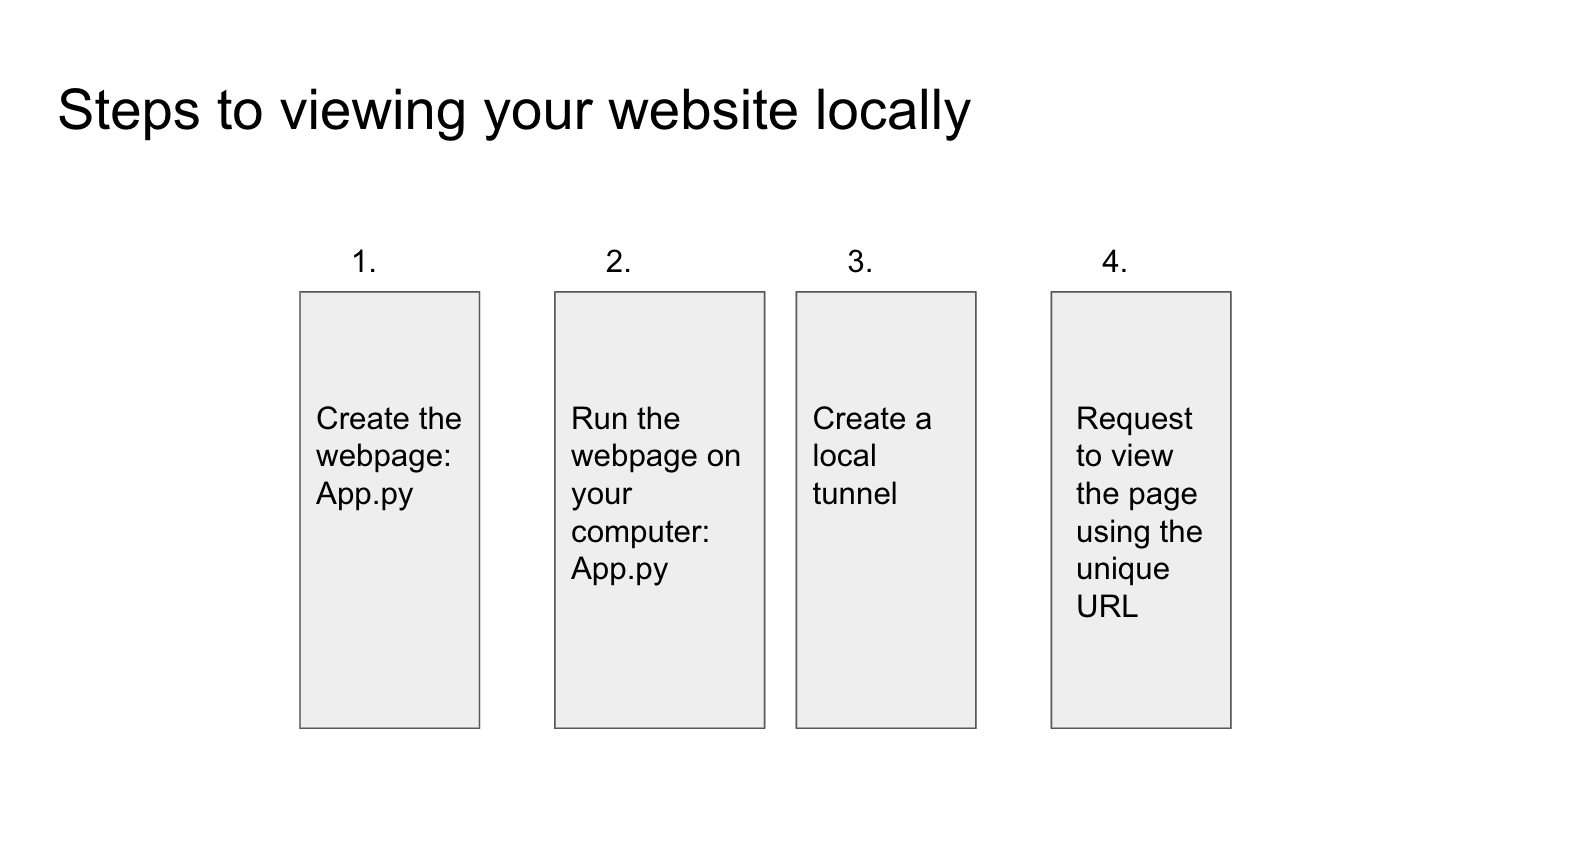 Steps to viewing your website locally
1.
Create the
webpage:
App.py
2.
Run the
webpage on
your
computer:
App.py
3.
Create a
local
tunnel
4.
Request
to view
the page
using the
unique
URL